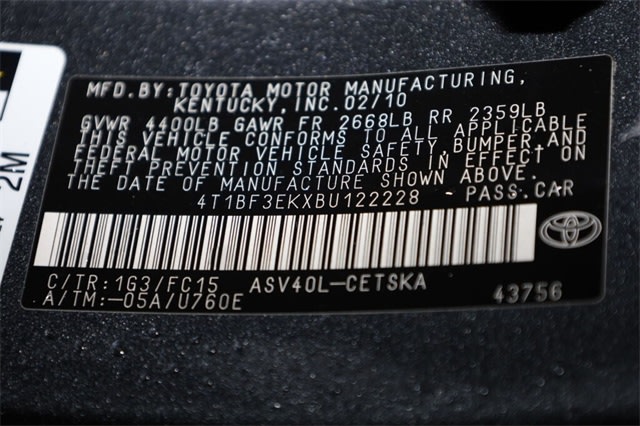 MFD.BY:TOYOTA MOTOR MANUFACTURING,
KENTUCKY,INC.02/10
GVWR 4400LB GAWR FR 2668LB RR 2359LB
THIS VEHICLE CONFORMS TO ALL APPLICABLE
FEDERAL MOTOR VEHICLE SAFETY,BUMPER,AND
THEFT PREVENTION STANDARDS IN EFFECT ON
THE DATE OF MANUFACTURE SHOWN ABOVE.
4T1BF3EKXBU122228 PASS.CAR
C/TR:1G3/FC15 ASV40L-CETSKA
A/TM:-05A/U760E 43756
2M